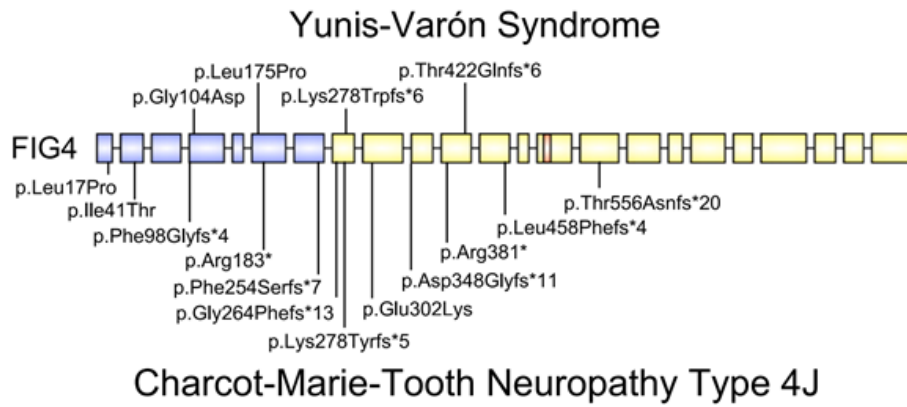 Yunis-Varón Syndrome
p.Leu175Pro
p.Thr422Glnfs*6
p.Gly104Asp
p.Lys278Trpfs*6
FIG4
p.Leu17Pro
p.Ile41Thr
p.Thr556Asnfs*20
p.Phe98Glyfs*4
p.Leu458Phefs*4
p.Arg183*
p.Arg381*
p.Phe254Serfs*7
p.Asp348Glyfs*11
p.Gly264Phefs*13
p.Glu302Lys
p.Lys278Tyrfs*5
Charcot-Marie-Tooth Neuropathy Type 4J